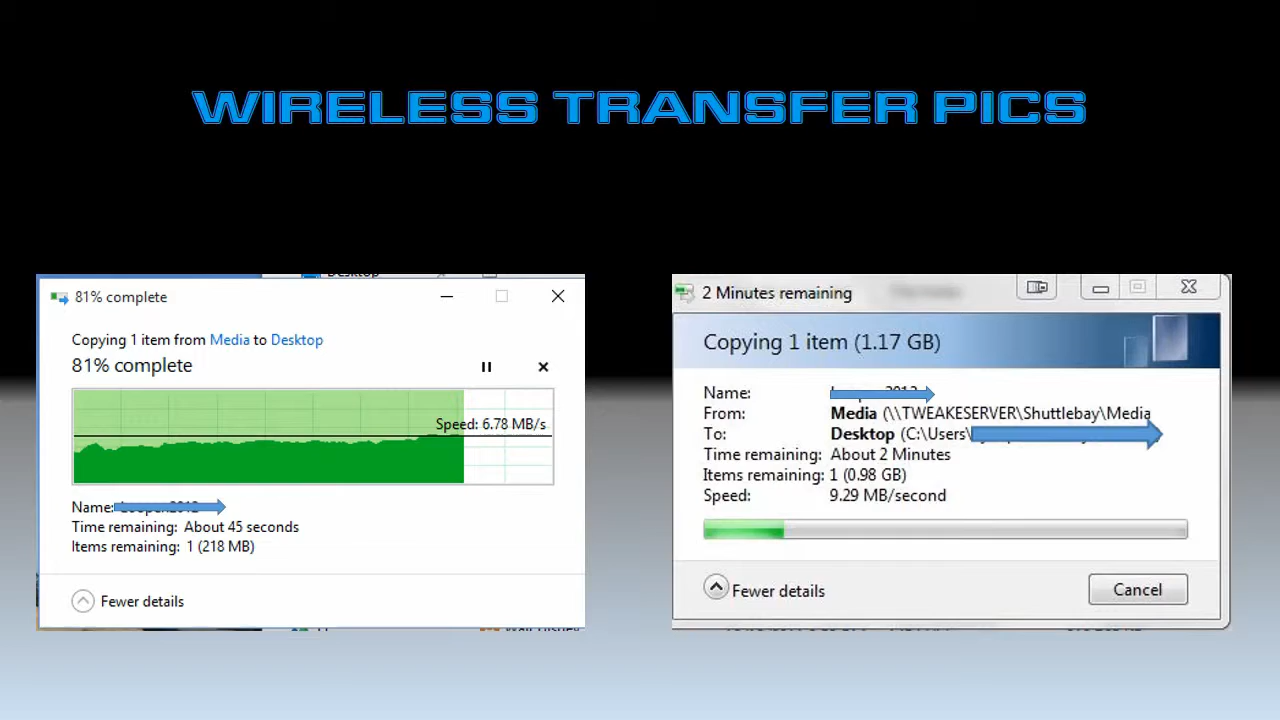 WIRELESS TRANSFER PICS
Desktop
81% complete
Copying 1 item from Media to Desktop
81% complete
Speed: 6.78 MB/s
Name:
Time remaining: About 45 seconds
Items remaining: 1 (218 MB)
Fewer details
2 Minutes remaining
Copying 1 item (1.17 GB)
Name:
From: Media (\\TWEAKESERVER\Shuttlebay\Media
To: Desktop (C:\Users\
Time remaining: About 2 Minutes
Items remaining: 1 (0.98 GB)
Speed: 9.29 MB/second
Fewer details
Cancel